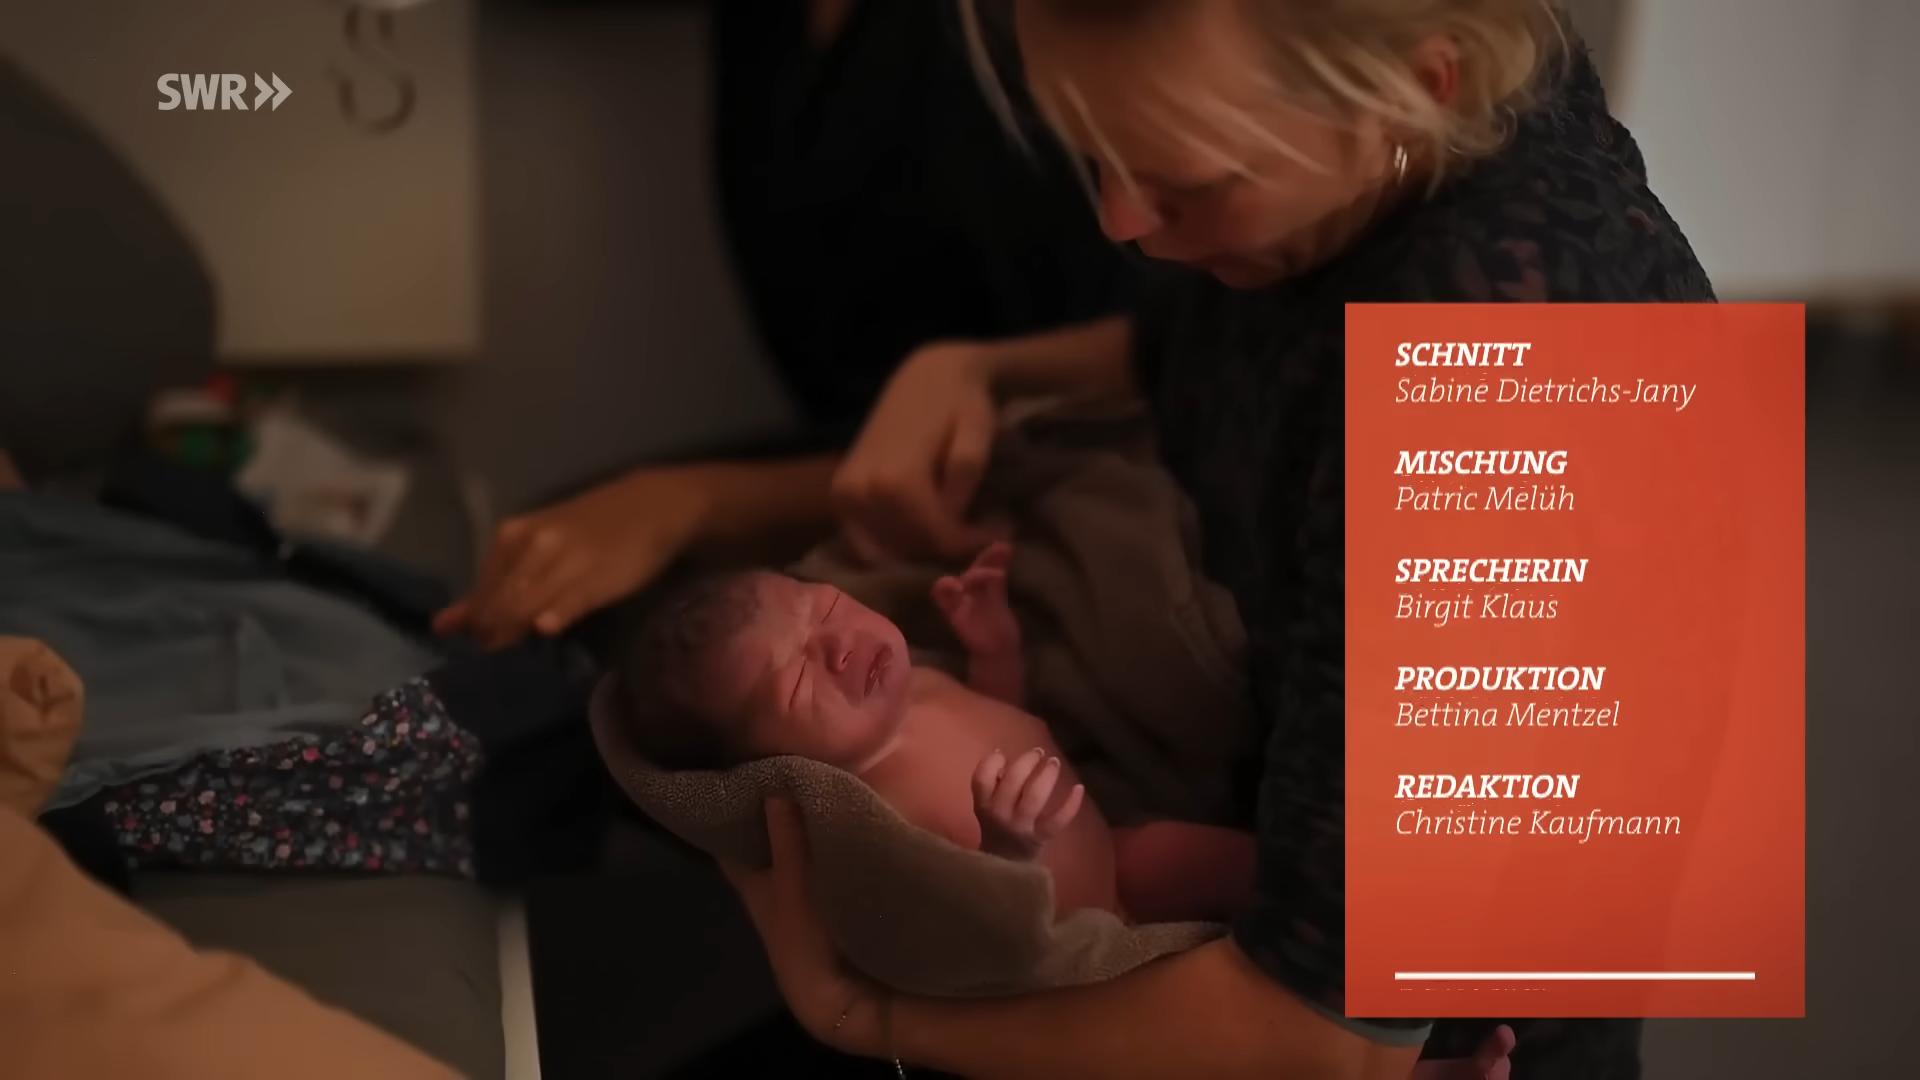 SWR
SCHNITT
Sabine Dietrichs-Jany
MISCHUNG
Patric Melüh
SPRECHERIN
Birgit Klaus
PRODUKTION
Bettina Mentzel
REDAKTION
Christine Kaufmann